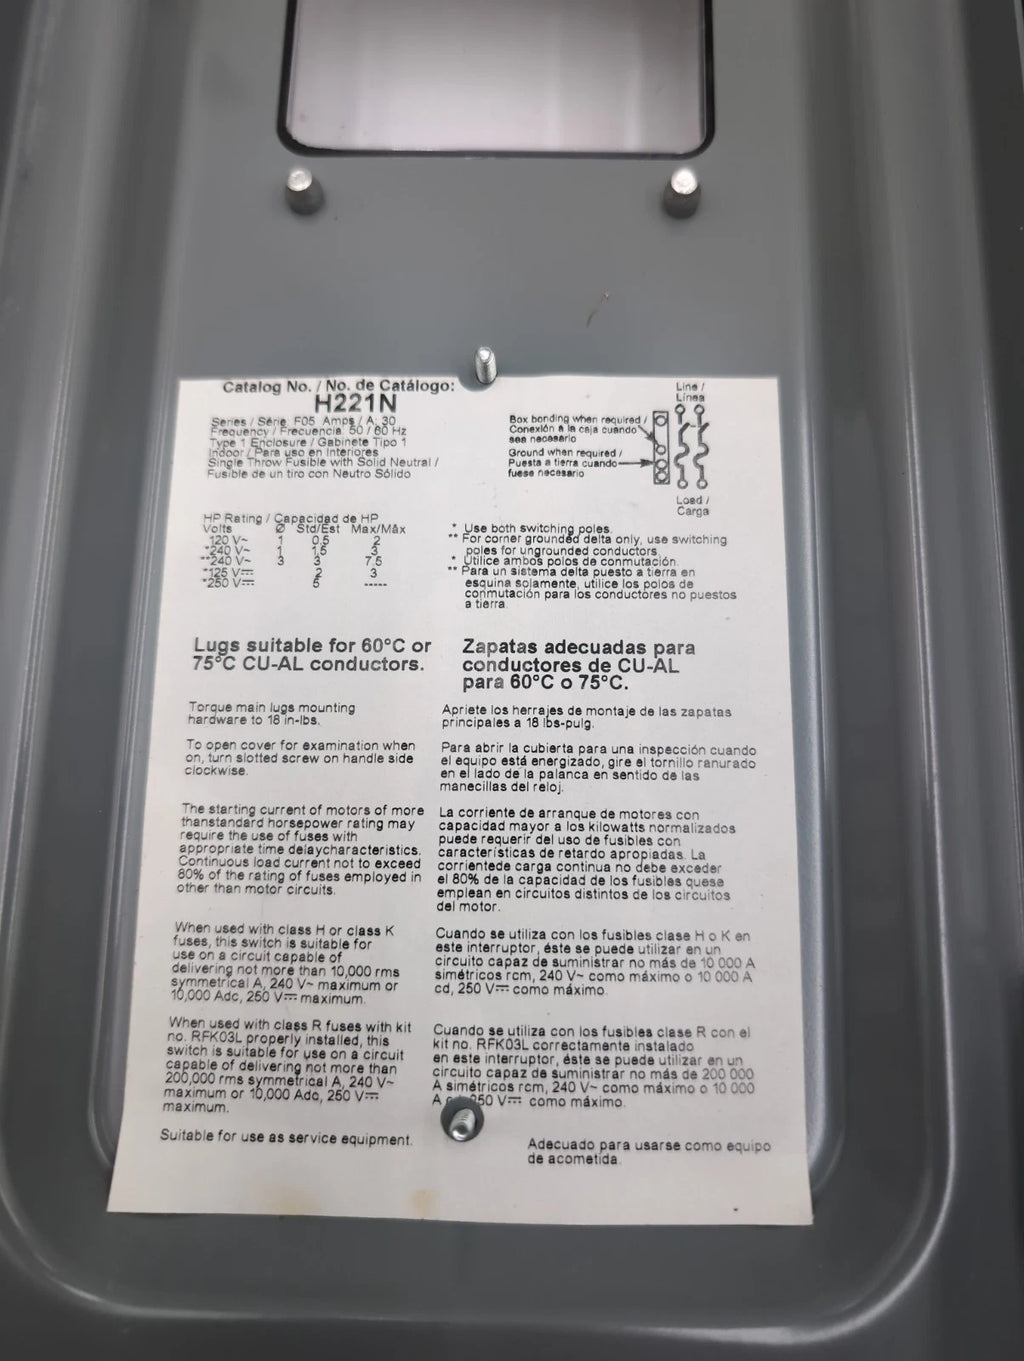 Catalog No. / No. de Catálogo:
H221N
Series / Série: F05 Amps / A: 30
Frequency / Frecuencia: 50 / 60 Hz
Type 1 Enclosure / Gabinete Tipo 1
Indoor / Para uso en Interiores
Single Throw Fusible with Solid Neutral /
Fusible de un tiro con Neutro Sólido
Line /
Línea
Box bonding when required /
Conexión a la caja cuando
sea necesario
Ground when required /
Puesta a tierra cuando
fuese necesario
Load /
Carga
HP Rating / Capacidad de HP
Volts Ø Std/Est Max/Máx
120 V~ 1 0.5 2
*240 V~ 1 1.5 3
**240 V~ 3 3 7.5
*125 V⎓ 2 3
*250 V⎓ 5 -----
* Use both switching poles.
** For corner grounded delta only, use switching
poles for ungrounded conductors.
* Utilice ambos polos de conmutación.
** Para un sistema delta puesto a tierra en
esquina solamente, utilice los polos de
conmutación para los conductores no puestos
a tierra.
Lugs suitable for 60°C or
75°C CU-AL conductors.
Zapatas adecuadas para
conductores de CU-AL
para 60°C o 75°C.
Torque main lugs mounting
hardware to 18 in-lbs.
Apriete los herrajes de montaje de las zapatas
principales a 18 lbs-pulg.
To open cover for examination when
on, turn slotted screw on handle side
clockwise.
Para abrir la cubierta para una inspección cuando
el equipo está energizado, gire el tornillo ranurado
en el lado de la palanca en sentido de las
manecillas del reloj.
The starting current of motors of more
thanstandard horsepower rating may
require the use of fuses with
appropriate time delaycharacteristics.
Continuous load current not to exceed
80% of the rating of fuses employed in
other than motor circuits.
La corriente de arranque de motores con
capacidad mayor a los kilowatts normalizados
puede requerir del uso de fusibles con
características de retardo apropiadas. La
corrientede carga continua no debe exceder
el 80% de la capacidad de los fusibles quese
emplean en circuitos distintos de los circuitos
del motor.
When used with class H or class K
fuses, this switch is suitable for
use on a circuit capable of
delivering not more than 10,000 rms
symmetrical A, 240 V~ maximum or
10,000 Adc, 250 V⎓ maximum.
Cuando se utiliza con los fusibles clase H o K en
este interruptor, éste se puede utilizar en un
circuito capaz de suministrar no más de 10 000 A
simétricos rcm, 240 V~ como máximo o 10 000 A
cd, 250 V⎓ como máximo.
When used with class R fuses with kit
no. RFK03L properly installed, this
switch is suitable for use on a circuit
capable of delivering not more than
200,000 rms symmetrical A, 240 V~
maximum or 10,000 Adc, 250 V⎓
maximum.
Cuando se utiliza con los fusibles clase R con el
kit no. RFK03L correctamente instalado
en este interruptor, éste se puede utilizar en un
circuito capaz de suministrar no más de 200 000
A simétricos rcm, 240 V~ como máximo o 10 000
A 250 V⎓ como máximo.
Suitable for use as service equipment.
Adecuado para usarse como equipo
de acometida.